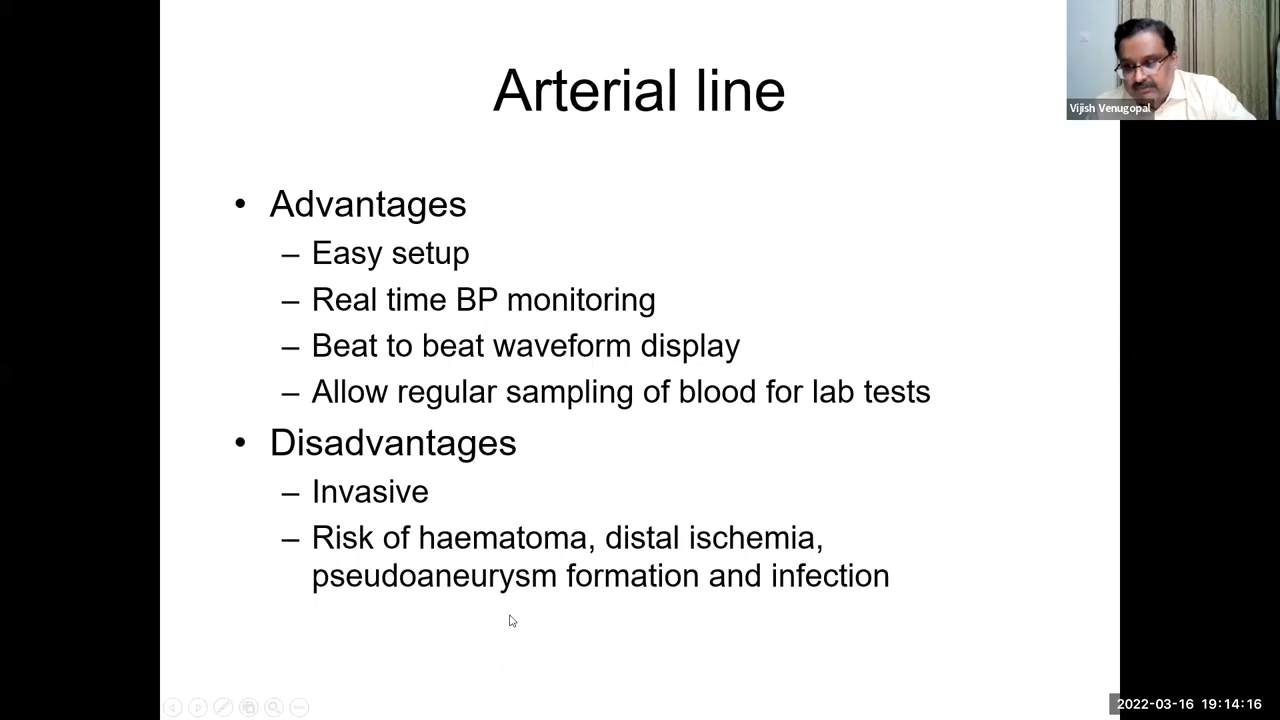 Arterial line
Vijish Venugopal
• Advantages
– Easy setup
– Real time BP monitoring
– Beat to beat waveform display
– Allow regular sampling of blood for lab tests
• Disadvantages
– Invasive
– Risk of haematoma, distal ischemia,
pseudoaneurysm formation and infection
2022-03-16 19:14:16